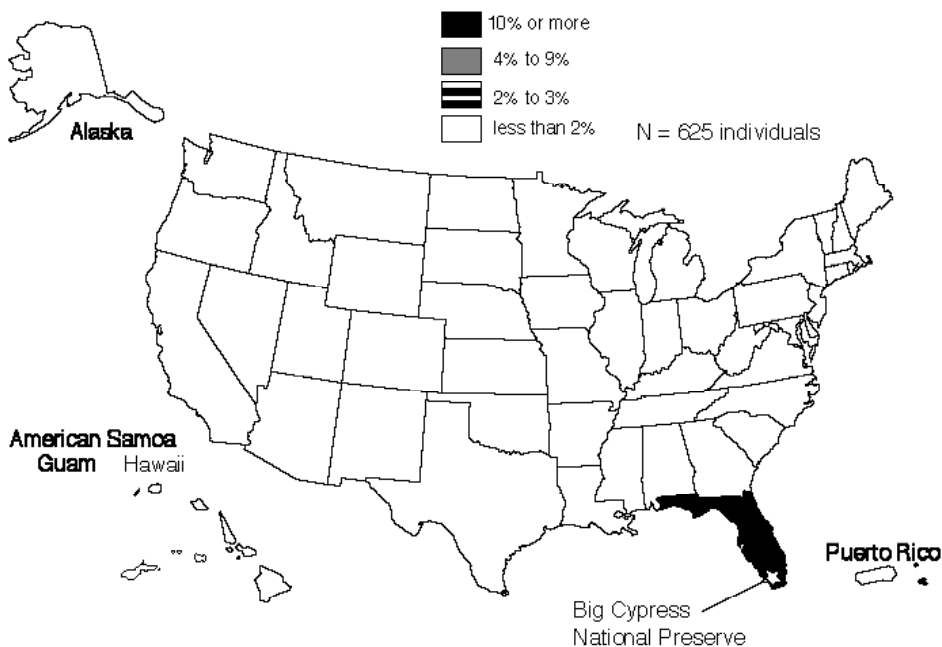 10% or more
4% to 9%
2% to 3%
less than 2%
N = 625 individuals
Alaska
American Samoa
Guam Hawaii
Puerto Rico
Big Cypress
National Preserve